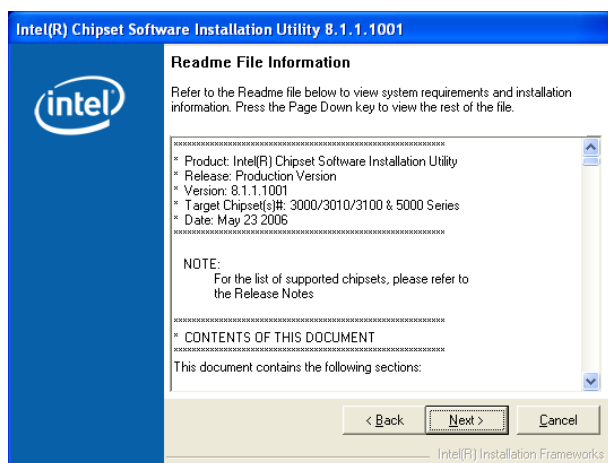 Intel(R) Chipset Software Installation Utility 8.1.1.1001
intel
Readme File Information
Refer to the Readme file below to view system requirements and installation
information. Press the Page Down key to view the rest of the file.
************************************************************
* Product: Intel(R) Chipset Software Installation Utility
* Release: Production Version
* Version: 8.1.1.1001
* Target Chipset(s)#: 3000/3010/3100 & 5000 Series
* Date: May 23 2006
************************************************************
NOTE:
For the list of supported chipsets, please refer to
the Release Notes
************************************************************
* CONTENTS OF THIS DOCUMENT
************************************************************
This document contains the following sections:
< Back
Next >
Cancel
Intel(R) Installation Frameworks